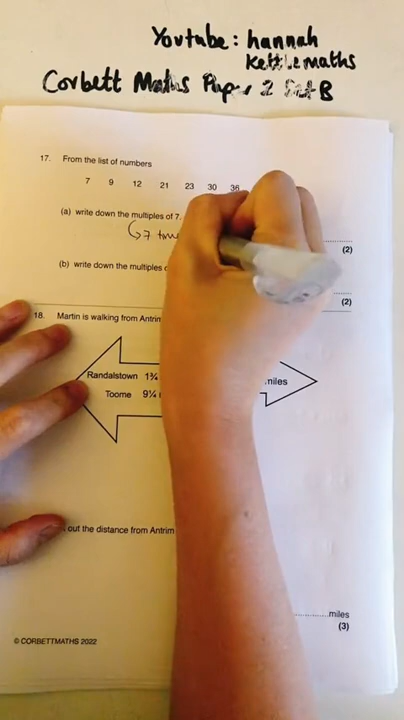 Youtube: hannah
kettlemaths
Corbett Maths Paper 2 Set B
17. From the list of numbers
7 9 12 21 23 30 36
(a) write down the multiples of 7.
7
(2)
(b) write down the multiples
(2)
18. Martin is walking from Antrim
Randalstown 1¾
miles
Toome 9¼
out the distance from Antrim
miles
(3)
© CORBETTMATHS 2022